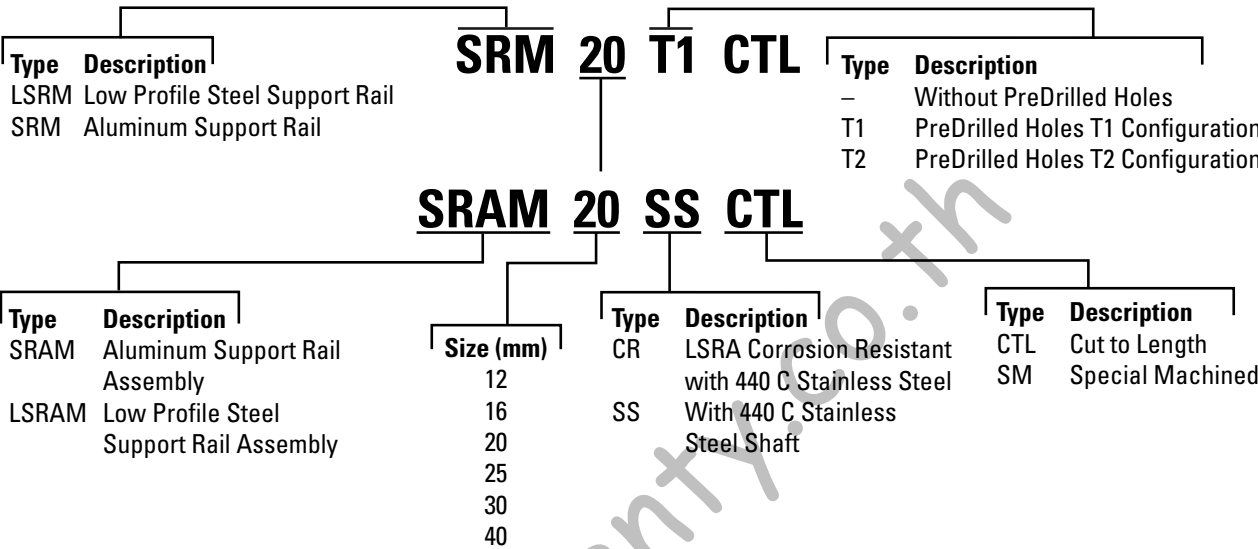 SRM 20 T1 CTL
Type Description
LSRM Low Profile Steel Support Rail
SRM Aluminum Support Rail
Type Description
– Without PreDrilled Holes
T1 PreDrilled Holes T1 Configuration
T2 PreDrilled Holes T2 Configuration
SRAM 20 SS CTL
Type Description
SRAM Aluminum Support Rail
Assembly
LSRAM Low Profile Steel
Support Rail Assembly
Size (mm)
12
16
20
25
30
40
Type Description
CR LSRA Corrosion Resistant
with 440 C Stainless Steel
SS With 440 C Stainless
Steel Shaft
Type Description
CTL Cut to Length
SM Special Machined
nty.co.th